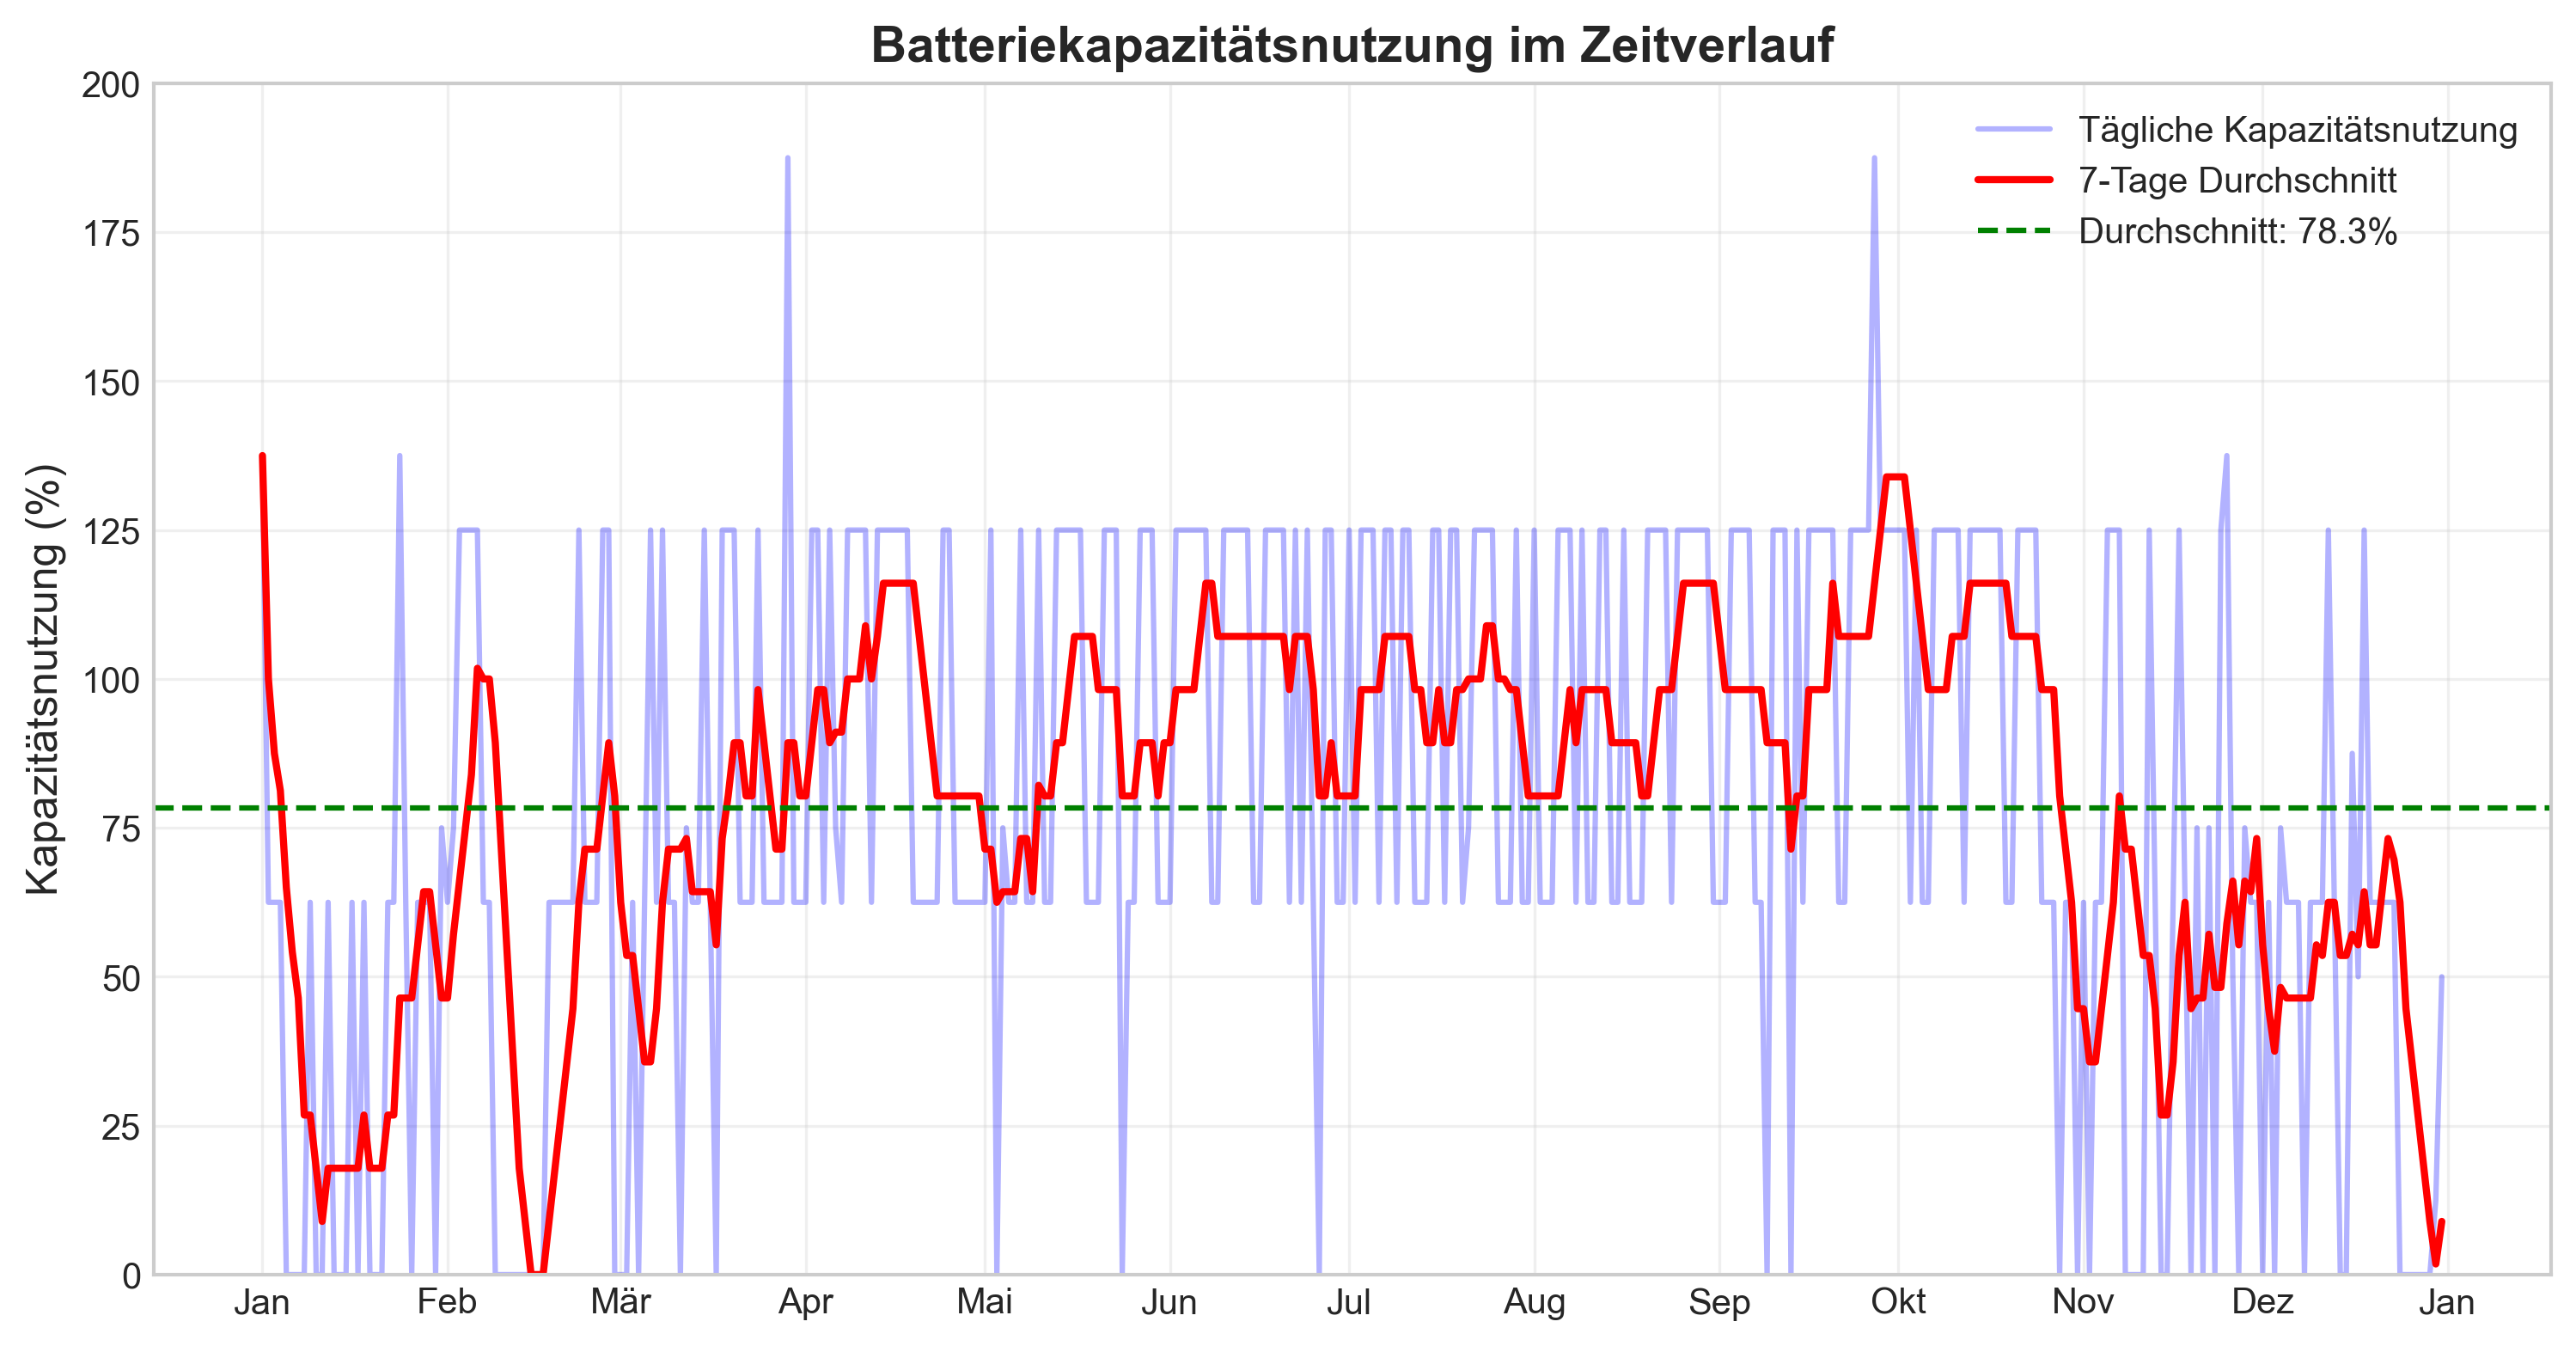 Batteriekapazitätsnutzung im Zeitverlauf
Kapazitätsnutzung (%)
200
175
150
125
100
75
50
25
0
Tägliche Kapazitätsnutzung
7-Tage Durchschnitt
Durchschnitt: 78.3%
Jan Feb Mär Apr Mai Jun Jul Aug Sep Okt Nov Dez Jan